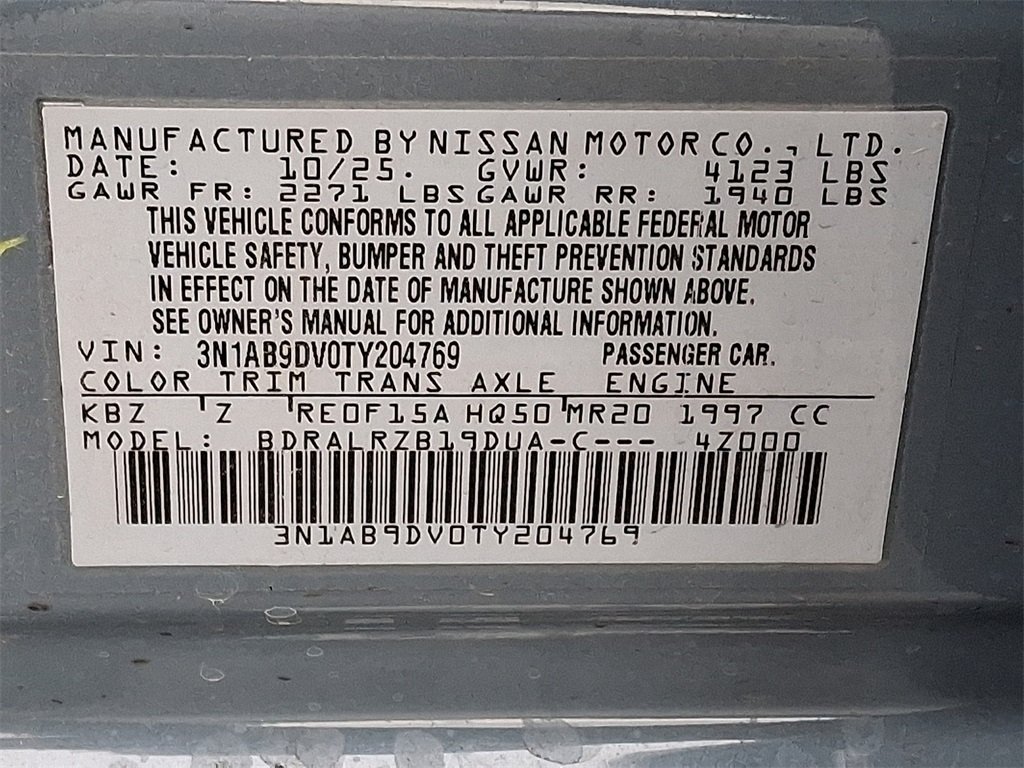 MANUFACTURED BY NISSAN MOTOR CO., LTD.
DATE: 10/25. GVWR: 4123 LBS
GAWR FR: 2271 LBS GAWR RR: 1940 LBS
THIS VEHICLE CONFORMS TO ALL APPLICABLE FEDERAL MOTOR
VEHICLE SAFETY, BUMPER AND THEFT PREVENTION STANDARDS
IN EFFECT ON THE DATE OF MANUFACTURE SHOWN ABOVE.
SEE OWNER'S MANUAL FOR ADDITIONAL INFORMATION.
VIN: 3N1AB9DV0TY204769 PASSENGER CAR.
COLOR TRIM TRANS AXLE ENGINE
KBZ Z RE0F15A HQ50 MR20 1997 CC
MODEL: BDRALRZB19DUA-C--- 4Z000
3N1AB9DV0TY204769